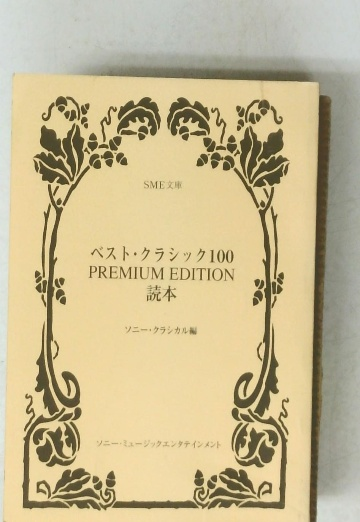 SME文庫
ベスト・クラシック100
PREMIUM EDITION
読本
ソニー・クラシカル編
ソニー・ミュージックエンタテインメント